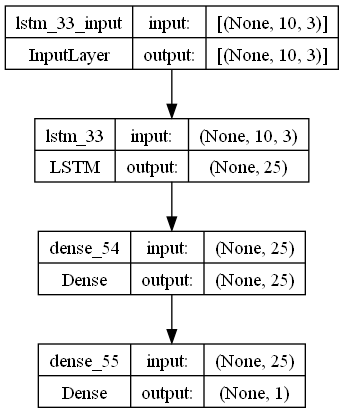 lstm_33_input input: [(None, 10, 3)]
InputLayer output: [(None, 10, 3)]
lstm_33 input: (None, 10, 3)
LSTM output: (None, 25)
dense_54 input: (None, 25)
Dense output: (None, 25)
dense_55 input: (None, 25)
Dense output: (None, 1)